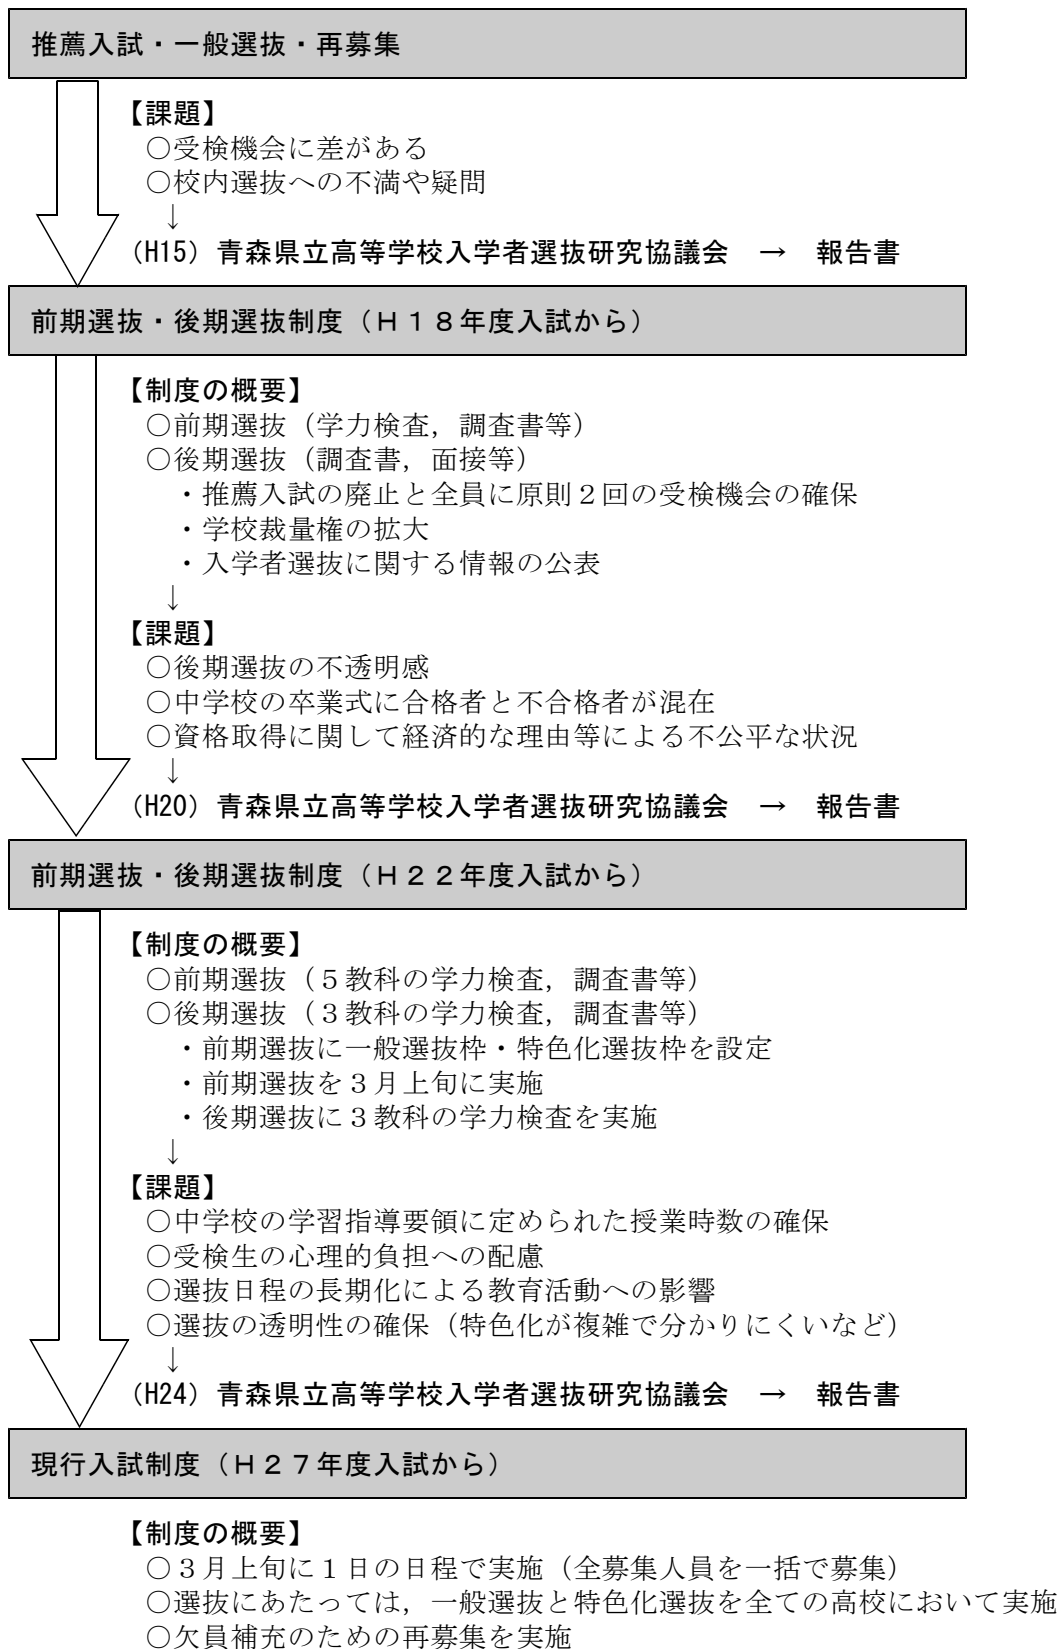 推薦入試・一般選抜・再募集
【課題】
○受検機会に差がある
○校内選抜への不満や疑問
↓
(H15) 青森県立高等学校入学者選抜研究協議会 → 報告書
前期選抜・後期選抜制度(H18年度入試から)
【制度の概要】
○前期選抜(学力検査,調査書等)
○後期選抜(調査書,面接等)
・推薦入試の廃止と全員に原則2回の受検機会の確保
・学校裁量権の拡大
・入学者選抜に関する情報の公表
↓
【課題】
○後期選抜の不透明感
○中学校の卒業式に合格者と不合格者が混在
○資格取得に関して経済的な理由等による不公平な状況
↓
(H20) 青森県立高等学校入学者選抜研究協議会 → 報告書
前期選抜・後期選抜制度(H22年度入試から)
【制度の概要】
○前期選抜(5教科の学力検査,調査書等)
○後期選抜(3教科の学力検査,調査書等)
・前期選抜に一般選抜枠・特色化選抜枠を設定
・前期選抜を3月上旬に実施
・後期選抜に3教科の学力検査を実施
↓
【課題】
○中学校の学習指導要領に定められた授業時数の確保
○受検生の心理的負担への配慮
○選抜日程の長期化による教育活動への影響
○選抜の透明性の確保(特色化が複雑で分かりにくいなど)
↓
(H24) 青森県立高等学校入学者選抜研究協議会 → 報告書
現行入試制度(H27年度入試から)
【制度の概要】
○3月上旬に1日の日程で実施(全募集人員を一括で募集)
○選抜にあたっては,一般選抜と特色化選抜を全ての高校において実施
○欠員補充のための再募集を実施